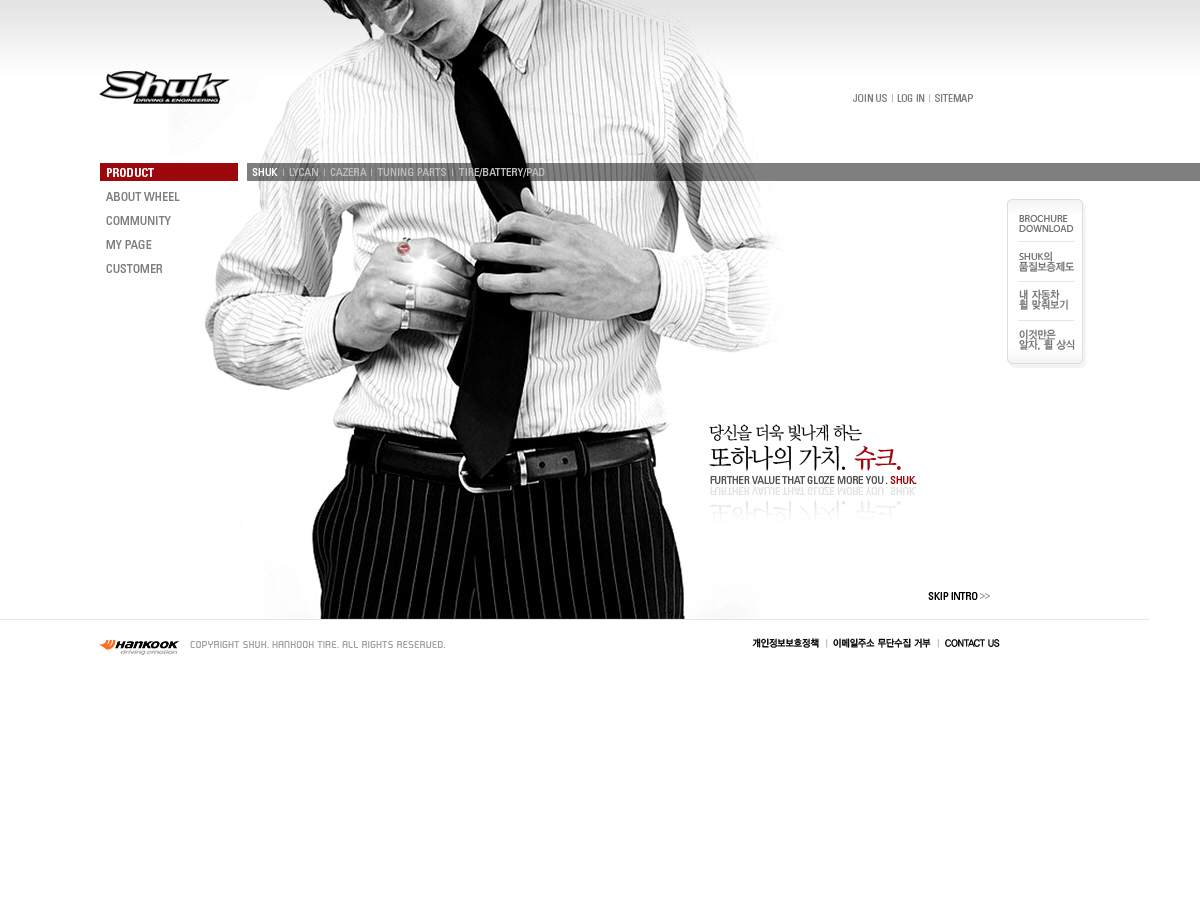 Shuk
DRIVING & ENGINEERING
JOIN US | LOG IN | SITEMAP
PRODUCT
SHUK | LYCAN | CAZERA | TUNING PARTS | TIRE/BATTERY/PAD
ABOUT WHEEL
COMMUNITY
MY PAGE
CUSTOMER
BROCHURE
DOWNLOAD
SHUK의
품질보증제도
내 자동차
휠 맞춰보기
이것만은
알자, 휠 상식
당신을 더욱 빛나게 하는
또하나의 가치. 슈크.
FURTHER VALUE THAT GLOZE MORE YOU. SHUK.
SKIP INTRO >>
HANKOOK
driving emotion
COPYRIGHT SHUK. HANKOOK TIRE. ALL RIGHTS RESERVED.
개인정보보호정책 | 이메일주소 무단수집 거부 | CONTACT US